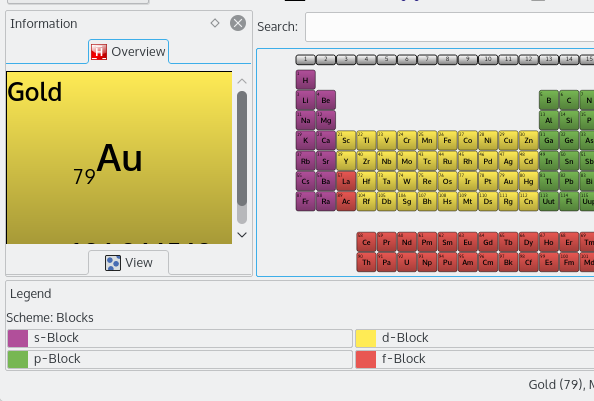 Information
Overview
Search:
Gold
79Au
View
1 2 3 4 5 6 7 8 9 10 11 12 13 14 15
H
Li Be B C N
Na Mg Al Si P
K Ca Sc Ti V Cr Mn Fe Co Ni Cu Zn Ga Ge As
Rb Sr Y Zr Nb Mo Tc Ru Rh Pd Ag Cd In Sn Sb
Cs Ba La Hf Ta W Re Os Ir Pt Au Hg Tl Pb Bi
Fr Ra Ac Rf Db Sg Bh Hs Mt Ds Rg Cn Uut Fl Uup
Ce Pr Nd Pm Sm Eu Gd Tb Dy Ho Er Tm
Th Pa U Np Pu Am Cm Bk Cf Es Fm Md
Legend
Scheme: Blocks
s-Block d-Block
p-Block f-Block
Gold (79), M